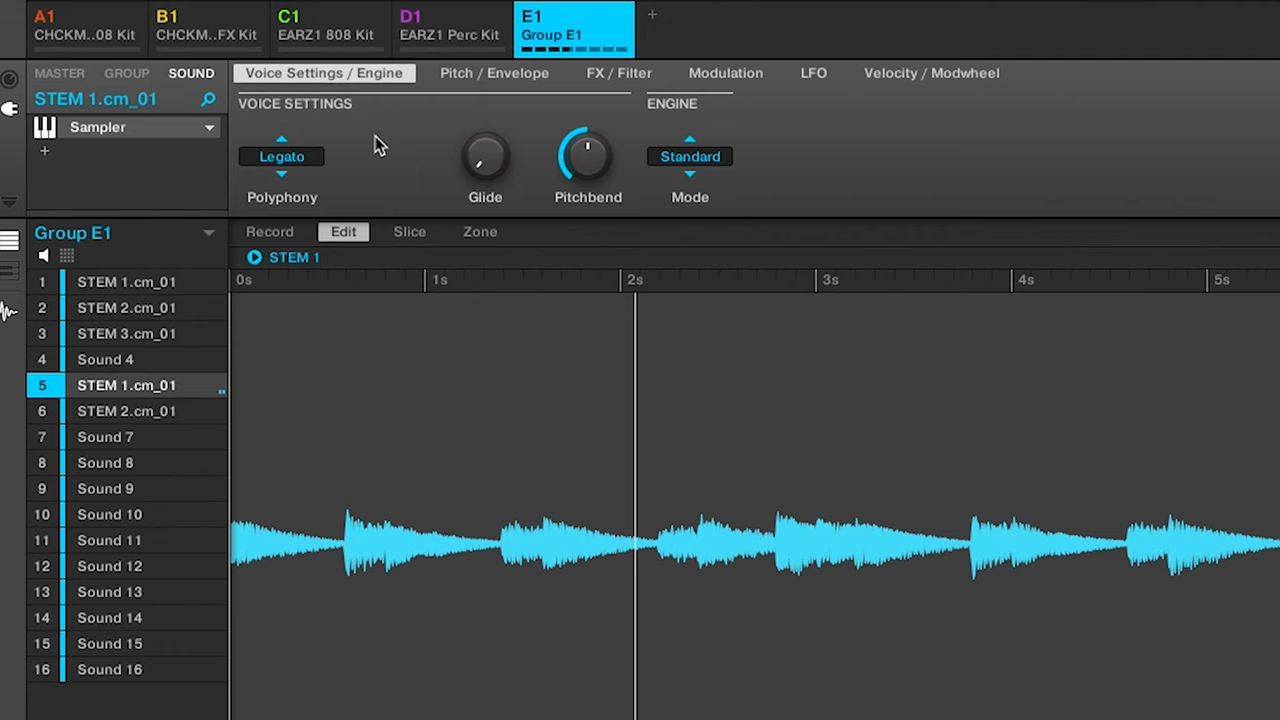 A1 B1 C1 D1 E1
CHCKM..08 Kit CHCKM..FX Kit EARZ1 808 Kit EARZ1 Perc Kit Group E1
MASTER GROUP SOUND Voice Settings / Engine Pitch / Envelope FX / Filter Modulation LFO Velocity / Modwheel
STEM 1.cm_01 VOICE SETTINGS ENGINE
Sampler
Legato Standard
Polyphony Glide Pitchbend Mode
Group E1 Record Edit Slice Zone
STEM 1
0s 1s 2s 3s 4s 5s
1 STEM 1.cm_01
2 STEM 2.cm_01
3 STEM 3.cm_01
4 Sound 4
5 STEM 1.cm_01
6 STEM 2.cm_01
7 Sound 7
8 Sound 8
9 Sound 9
10 Sound 10
11 Sound 11
12 Sound 12
13 Sound 13
14 Sound 14
15 Sound 15
16 Sound 16